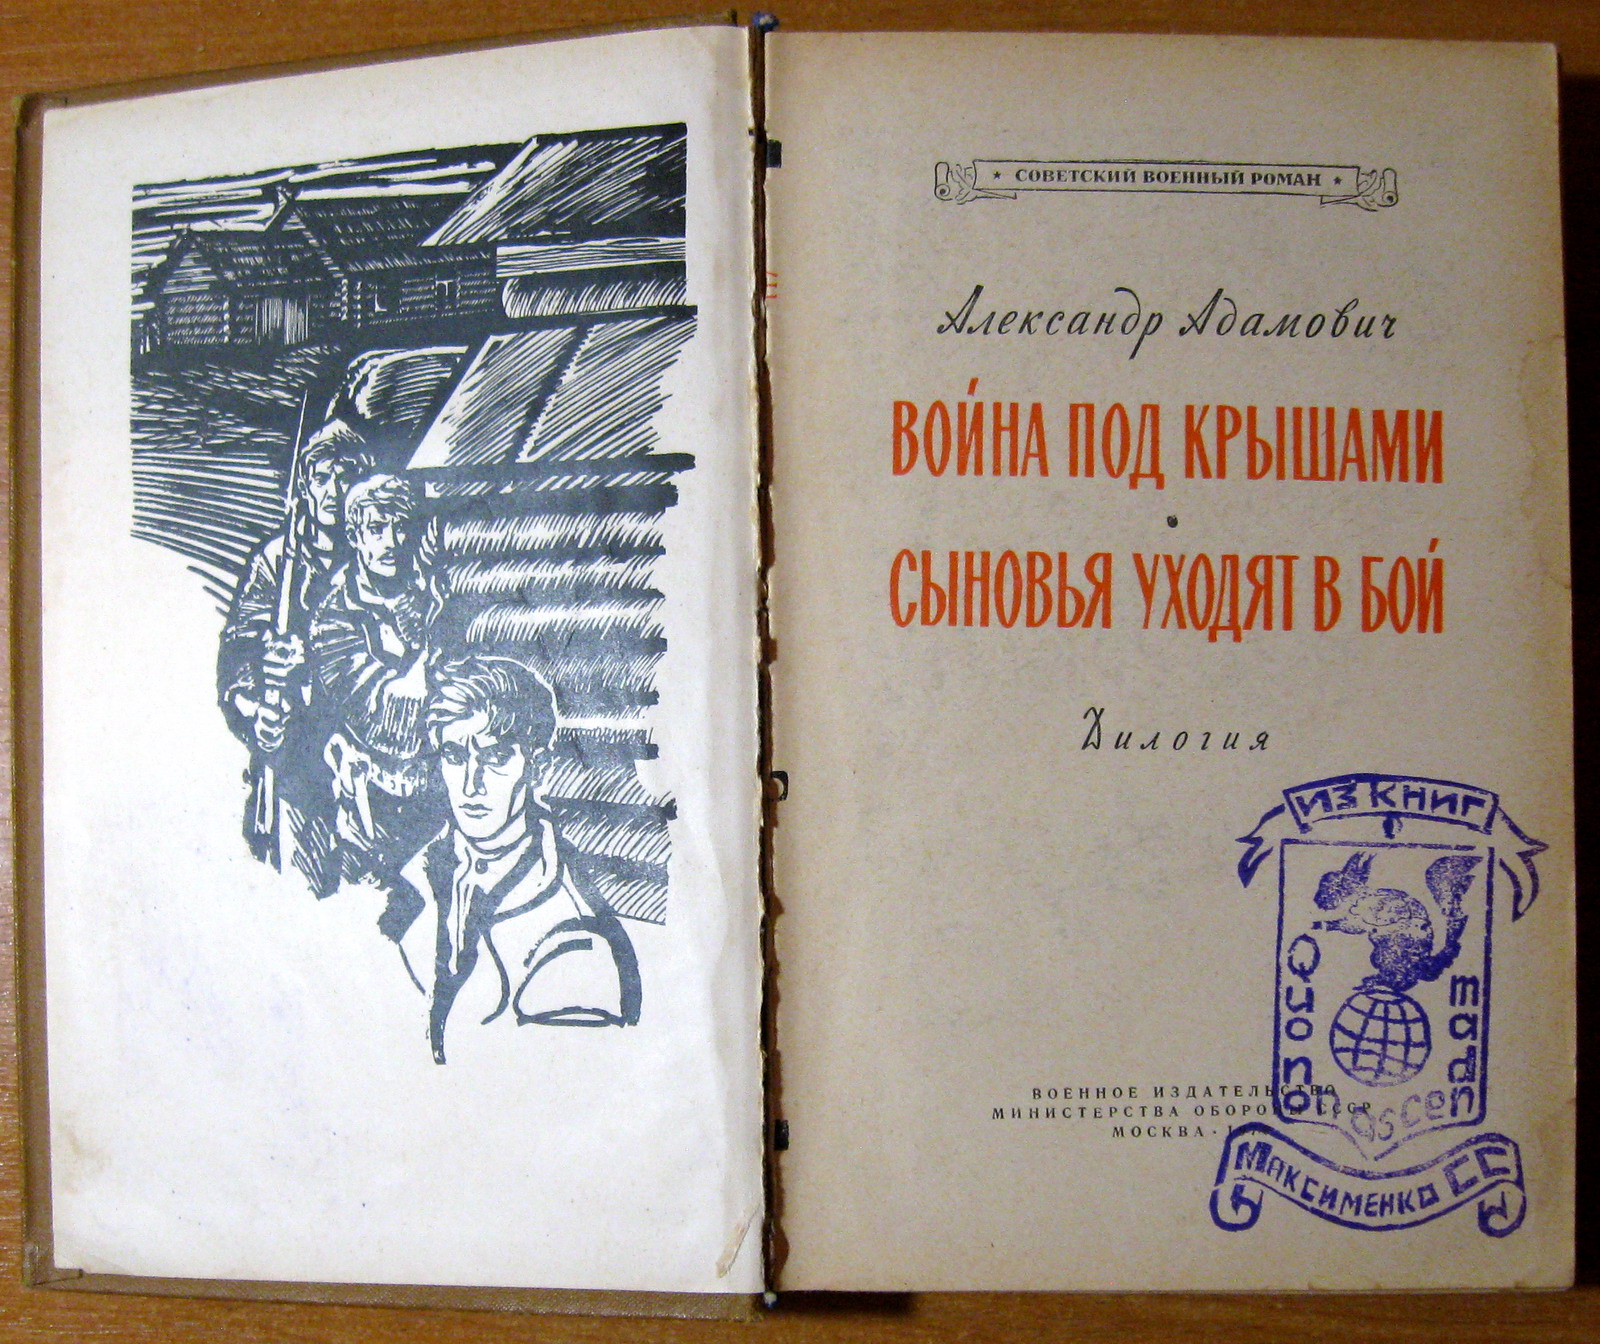 ★ СОВЕТСКИЙ ВОЕННЫЙ РОМАН ★
Александр Адамович
ВОЙНА ПОД КРЫШАМИ
•
СЫНОВЬЯ УХОДЯТ В БОЙ
Дилогия
ВОЕННОЕ ИЗДАТЕЛЬСТВО
МИНИСТЕРСТВА ОБОРОНЫ СССР
МОСКВА ·
ИЗ КНИГ
МАКСИМЕНКО СС